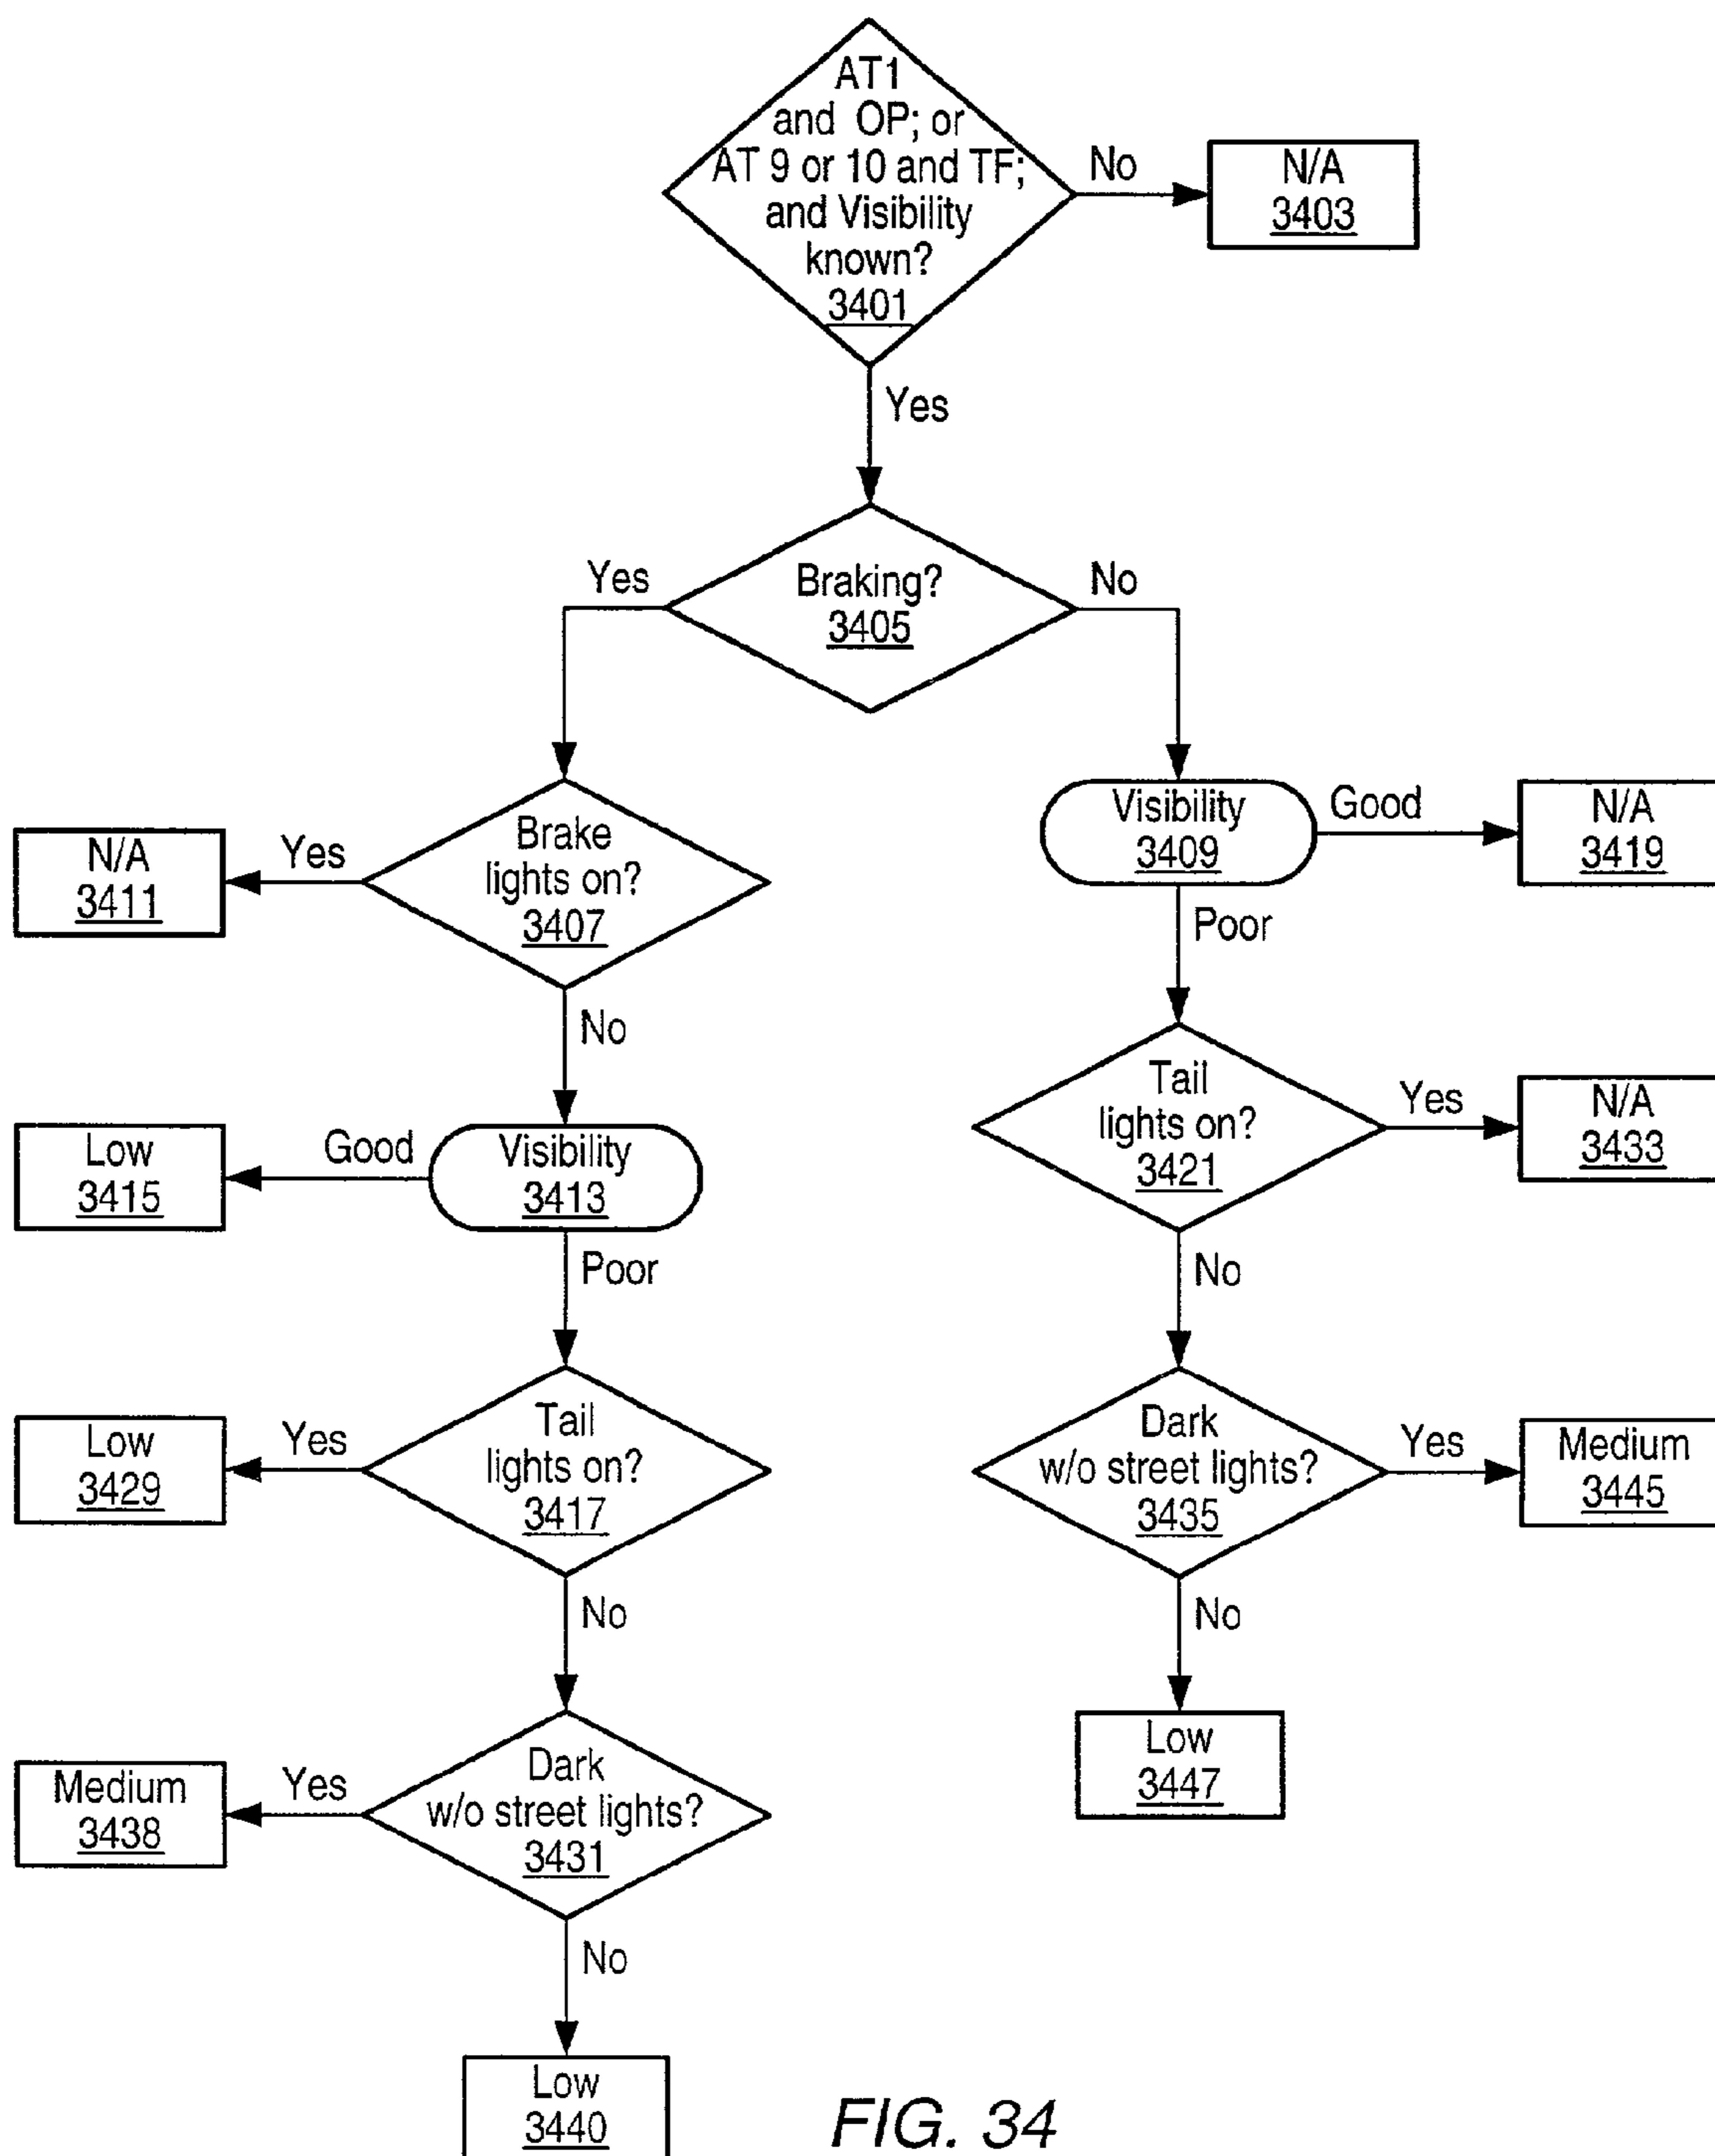 AT1
and OP; or
AT 9 or 10 and TF;
and Visibility
known?
3401
No
N/A
3403
Yes
Braking?
3405
Yes
No
Brake
lights on?
3407
Yes
N/A
3411
Visibility
3409
Good
N/A
3419
Poor
No
Tail
lights on?
3421
Yes
N/A
3433
Visibility
3413
Good
Low
3415
Poor
No
Tail
lights on?
3417
Yes
Low
3429
Dark
w/o street lights?
3435
Yes
Medium
3445
No
No
Low
3447
Dark
w/o street lights?
3431
Yes
Medium
3438
No
Low
3440
FIG. 34